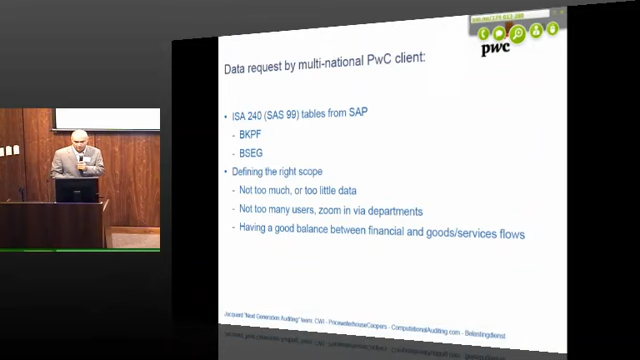 pwc
Data request by multi-national PwC client:
• ISA 240 (SAS 99) tables from SAP
- BKPF
- BSEG
• Defining the right scope
- Not too much, or too little data
- Not too many users, zoom in via departments
- Having a good balance between financial and goods/services flows
Jacquard "Next Generation Auditing" team: CWI - PricewaterhouseCoopers - ComputationalAuditing.com - Belastingdienst